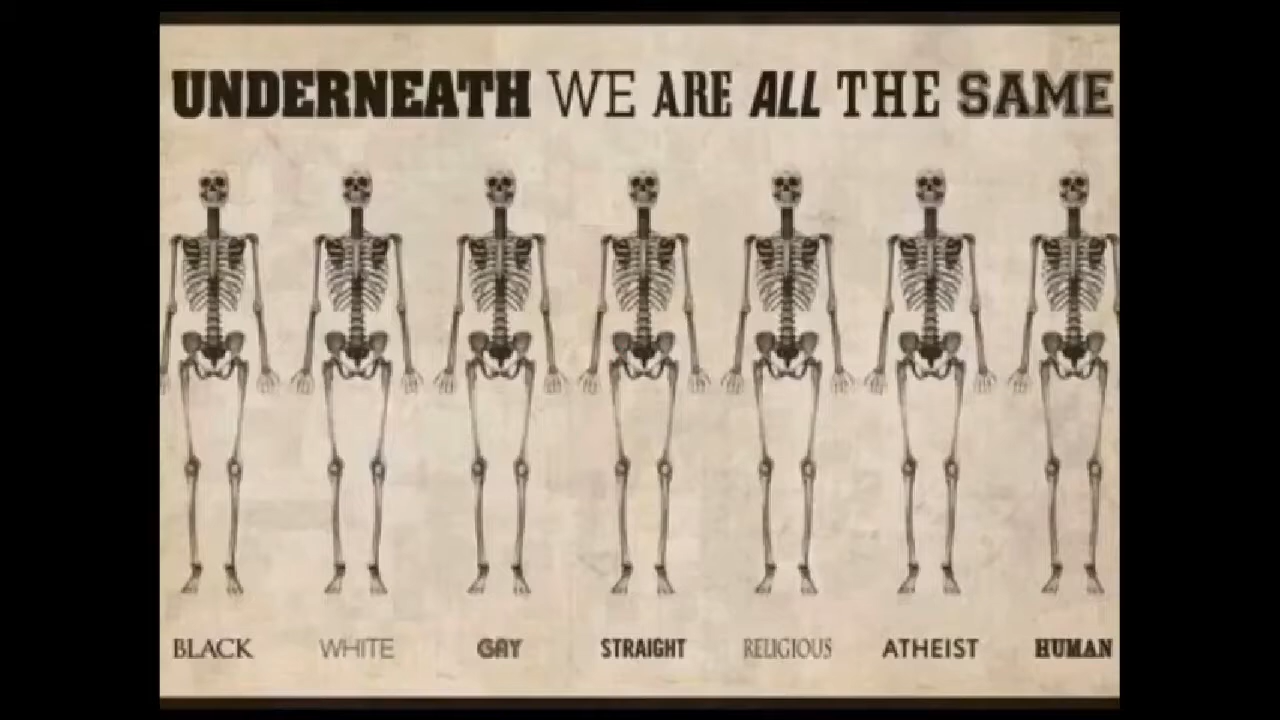 UNDERNEATH WE ARE ALL THE SAME
BLACK WHITE GAY STRAIGHT RELIGIOUS ATHEIST HUMAN